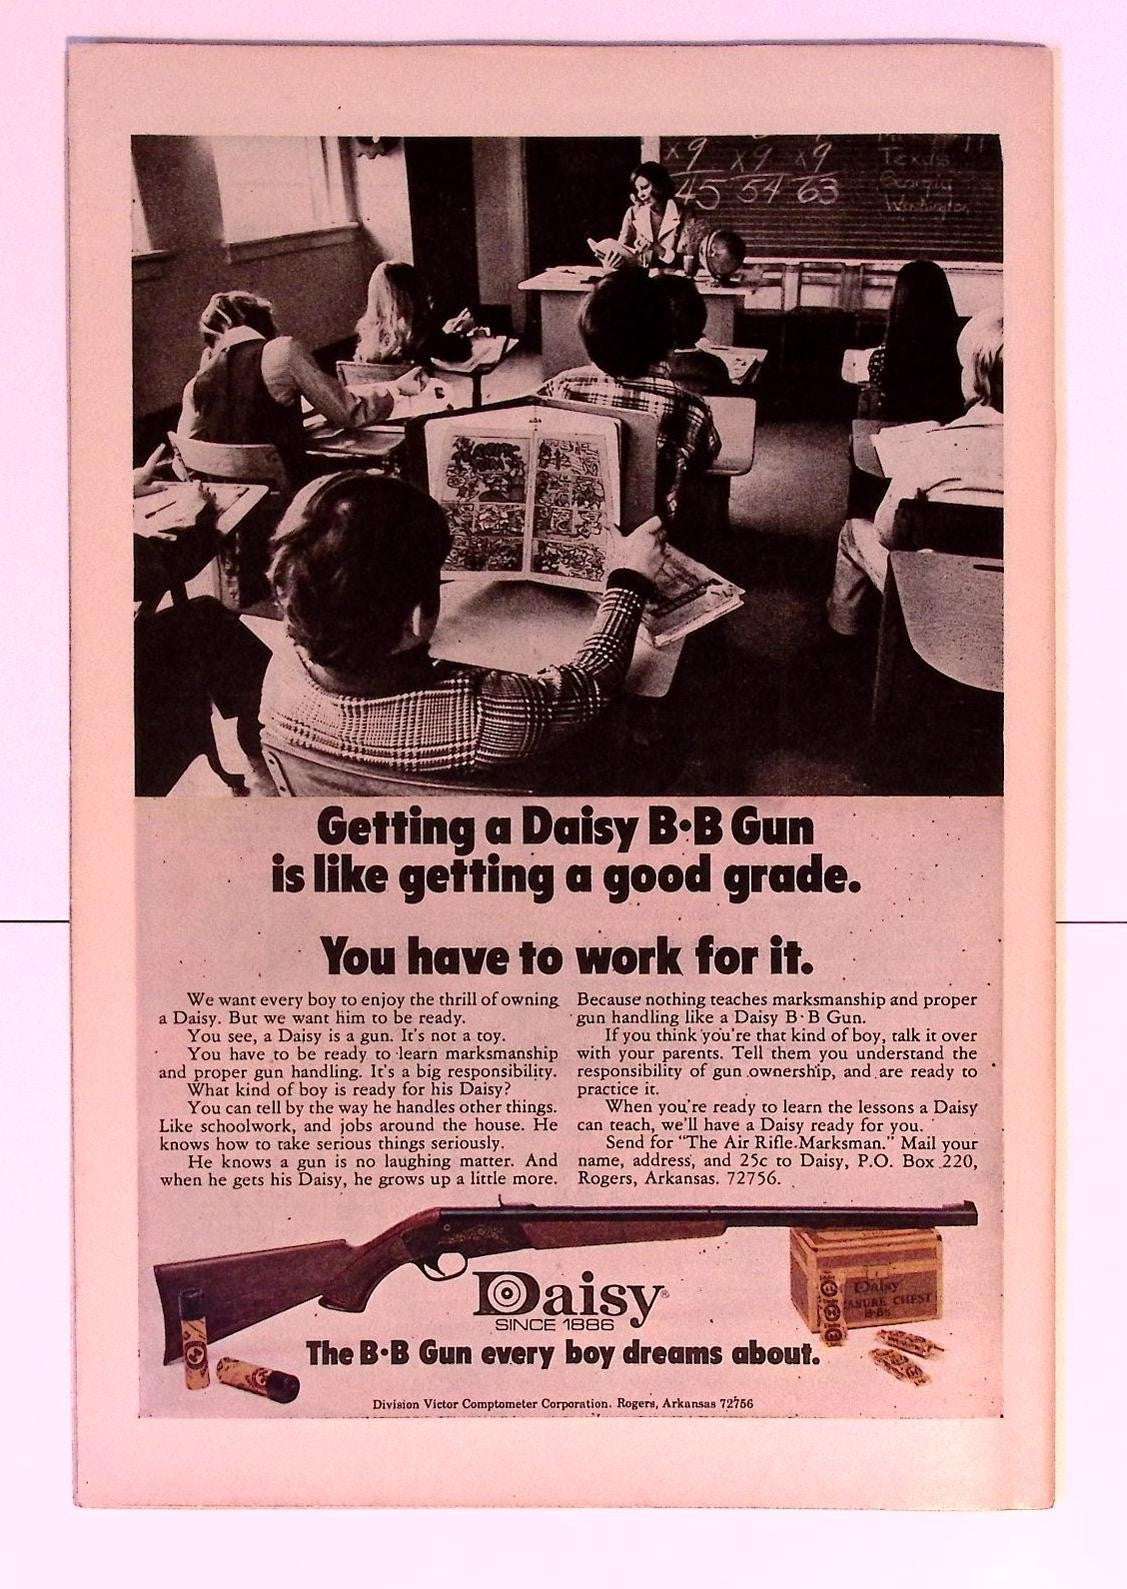 x9 x9 x9
45 54 63
Texas
Georgia
Washington
Getting a Daisy B·B Gun
is like getting a good grade.
You have to work for it.
We want every boy to enjoy the thrill of owning
a Daisy. But we want him to be ready.
You see, a Daisy is a gun. It's not a toy.
You have to be ready to learn marksmanship
and proper gun handling. It's a big responsibility.
What kind of boy is ready for his Daisy?
You can tell by the way he handles other things.
Like schoolwork, and jobs around the house. He
knows how to take serious things seriously.
He knows a gun is no laughing matter. And
when he gets his Daisy, he grows up a little more.
Because nothing teaches marksmanship and proper
gun handling like a Daisy B·B Gun.
If you think you're that kind of boy, talk it over
with your parents. Tell them you understand the
responsibility of gun ownership, and are ready to
practice it.
When you're ready to learn the lessons a Daisy
can teach, we'll have a Daisy ready for you.
Send for "The Air Rifle Marksman." Mail your
name, address, and 25c to Daisy, P.O. Box 220,
Rogers, Arkansas. 72756.
Daisy®
SINCE 1886
Daisy
CHEST
The B·B Gun every boy dreams about.
Division Victor Comptometer Corporation. Rogers, Arkansas 72756